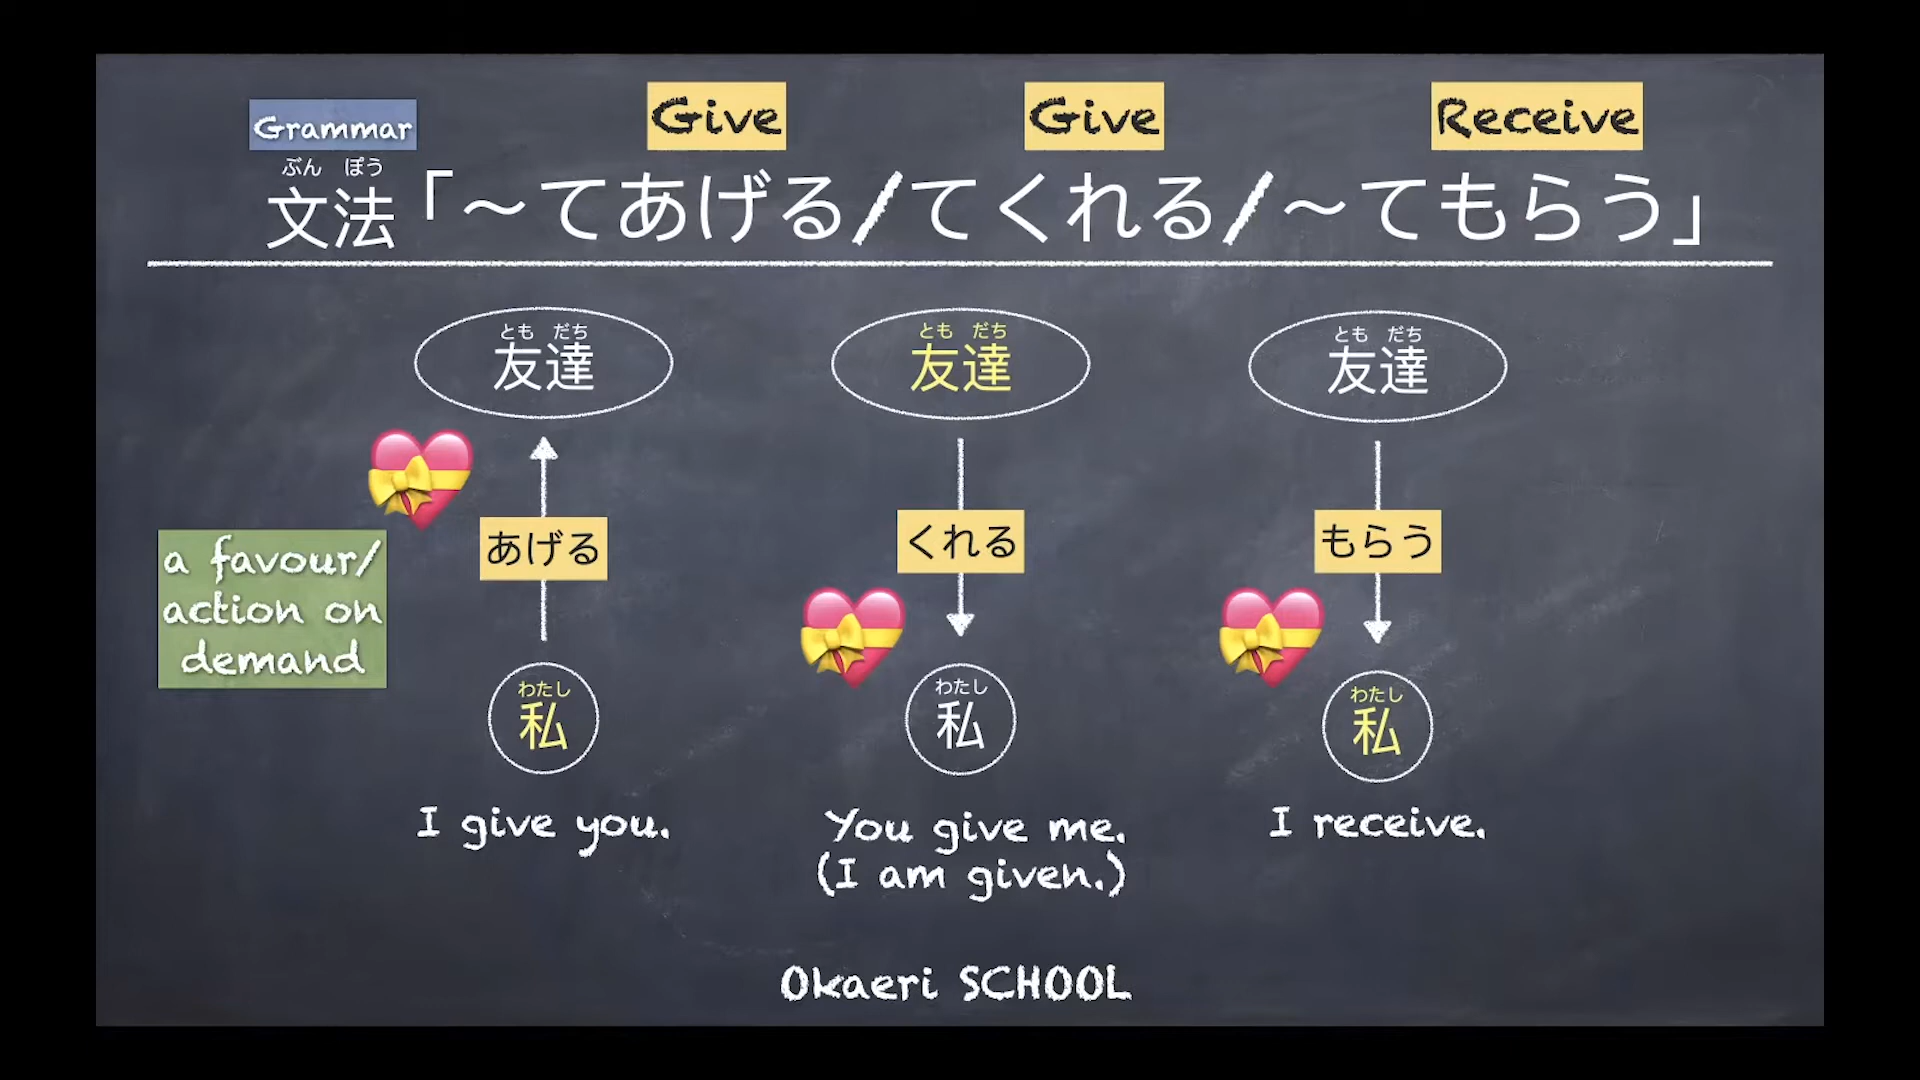 Grammar
Give
Give
Receive
ぶん ぽう
文法「～てあげる/てくれる/～てもらう」
とも だち
友達
とも だち
友達
とも だち
友達
あげる
くれる
もらう
a favour/
action on
demand
わたし
私
わたし
私
わたし
私
I give you.
You give me.
(I am given.)
I receive.
Okaeri SCHOOL